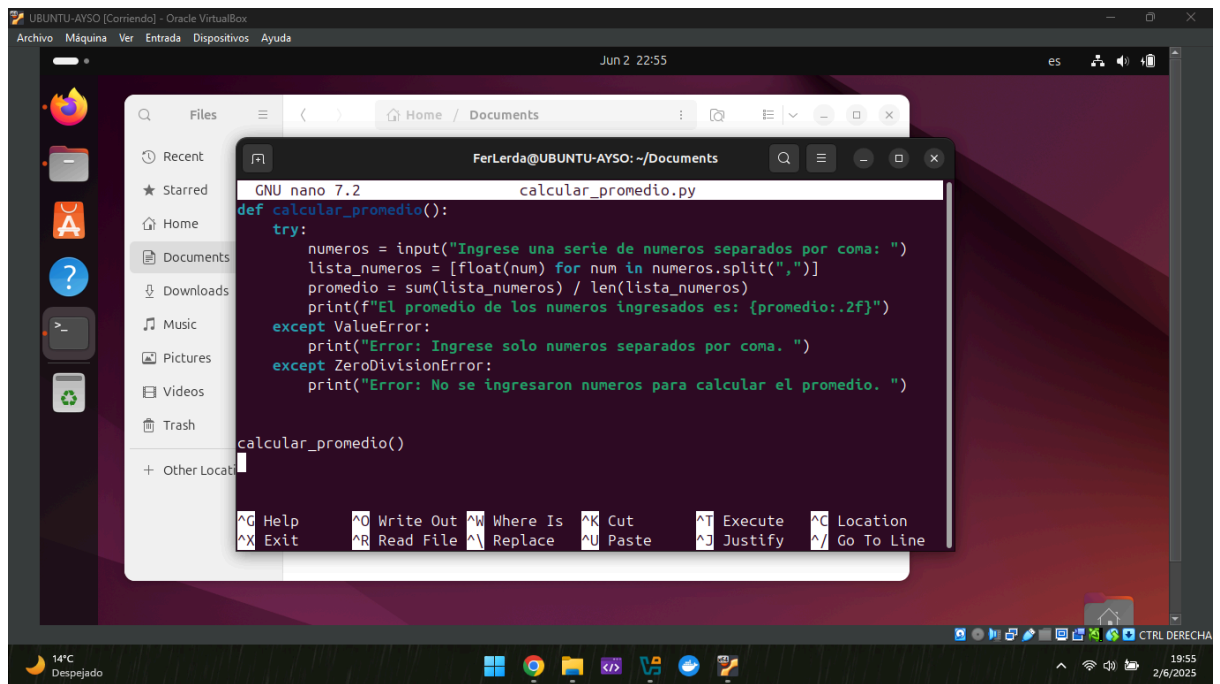 UBUNTU-AYSO [Corriendo] - Oracle VirtualBox
Archivo Máquina Ver Entrada Dispositivos Ayuda
Jun 2 22:55
es
Files
Home / Documents
Recent
Starred
Home
Documents
Downloads
Music
Pictures
Videos
Trash
+ Other Locati
FerLerda@UBUNTU-AYSO: ~/Documents
GNU nano 7.2 calcular_promedio.py
def calcular_promedio():
    try:
        numeros = input("Ingrese una serie de numeros separados por coma: ")
        lista_numeros = [float(num) for num in numeros.split(",")]
        promedio = sum(lista_numeros) / len(lista_numeros)
        print(f"El promedio de los numeros ingresados es: {promedio:.2f}")
    except ValueError:
        print("Error: Ingrese solo numeros separados por coma. ")
    except ZeroDivisionError:
        print("Error: No se ingresaron numeros para calcular el promedio. ")
calcular_promedio()
^G Help ^O Write Out ^W Where Is ^K Cut ^T Execute ^C Location
^X Exit ^R Read File ^\ Replace ^U Paste ^J Justify ^/ Go To Line
CTRL DERECHA
14°C
Despejado
19:55
2/6/2025